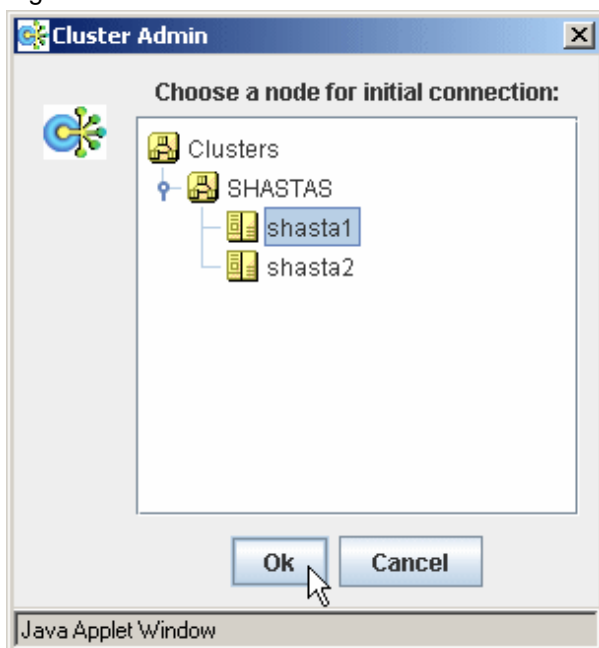 Cluster Admin
Choose a node for initial connection:
Clusters
SHASTAS
shasta1
shasta2
Ok
Cancel
Java Applet Window